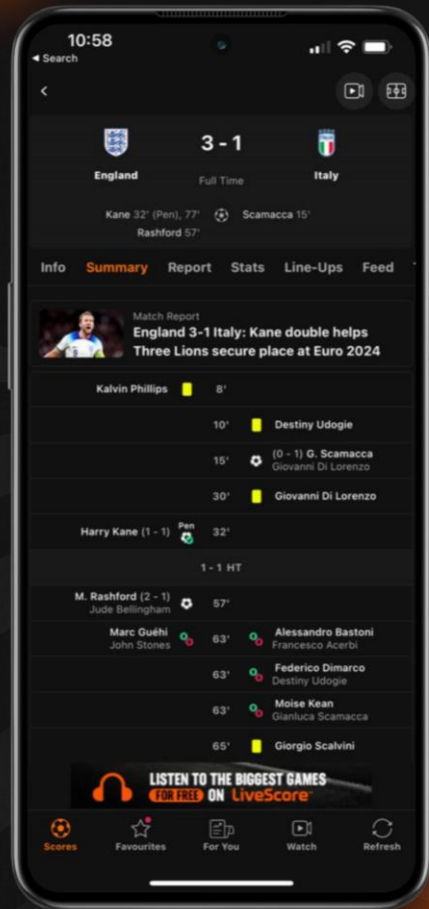 10:58
◂ Search
3 - 1
England
Full Time
Italy
Kane 32' (Pen), 77'
Scamacca 15'
Rashford 57'
Info Summary Report Stats Line-Ups Feed
Match Report
England 3-1 Italy: Kane double helps
Three Lions secure place at Euro 2024
Kalvin Phillips 8'
10' Destiny Udogie
15' (0 - 1) G. Scamacca
Giovanni Di Lorenzo
30' Giovanni Di Lorenzo
Harry Kane (1 - 1) Pen 32'
1 - 1 HT
M. Rashford (2 - 1) 57'
Jude Bellingham
Marc Guéhi 63' Alessandro Bastoni
John Stones Francesco Acerbi
63' Federico Dimarco
Destiny Udogie
63' Moise Kean
Gianluca Scamacca
65' Giorgio Scalvini
LISTEN TO THE BIGGEST GAMES
FOR FREE ON LiveScore
Scores Favourites For You Watch Refresh